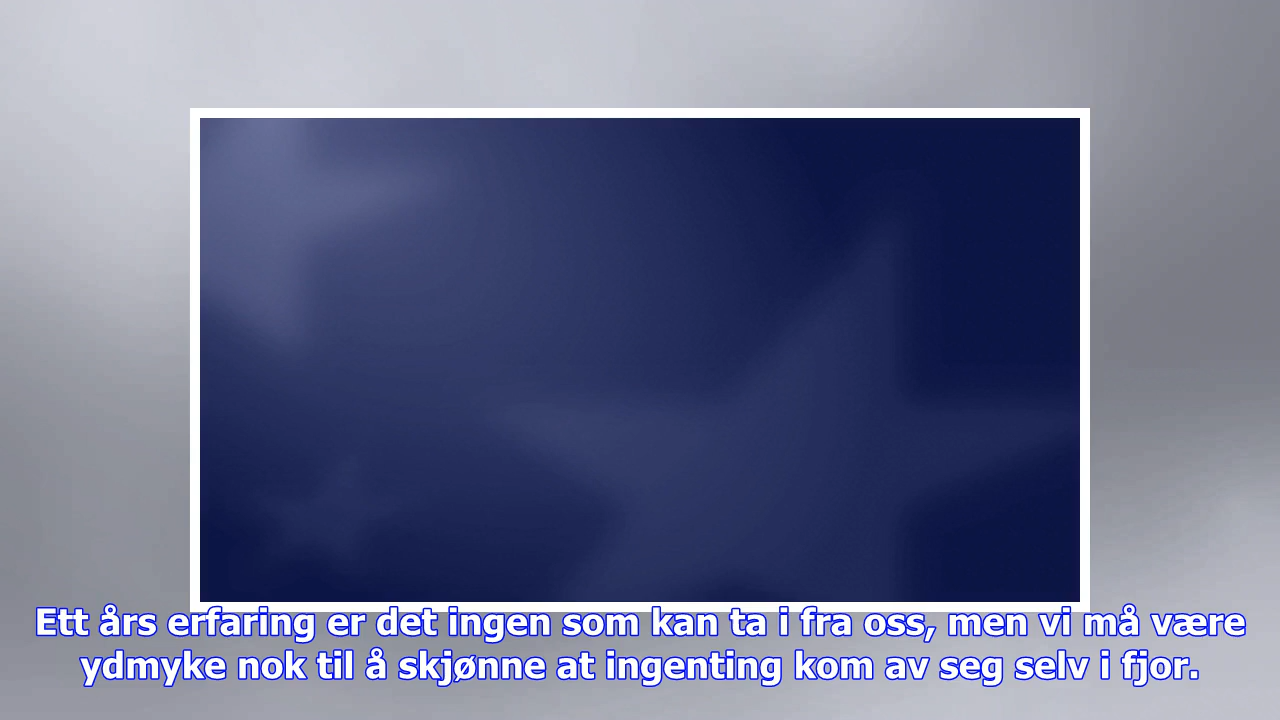 Ett års erfaring er det ingen som kan ta i fra oss, men vi må være
ydmyke nok til å skjønne at ingenting kom av seg selv i fjor.